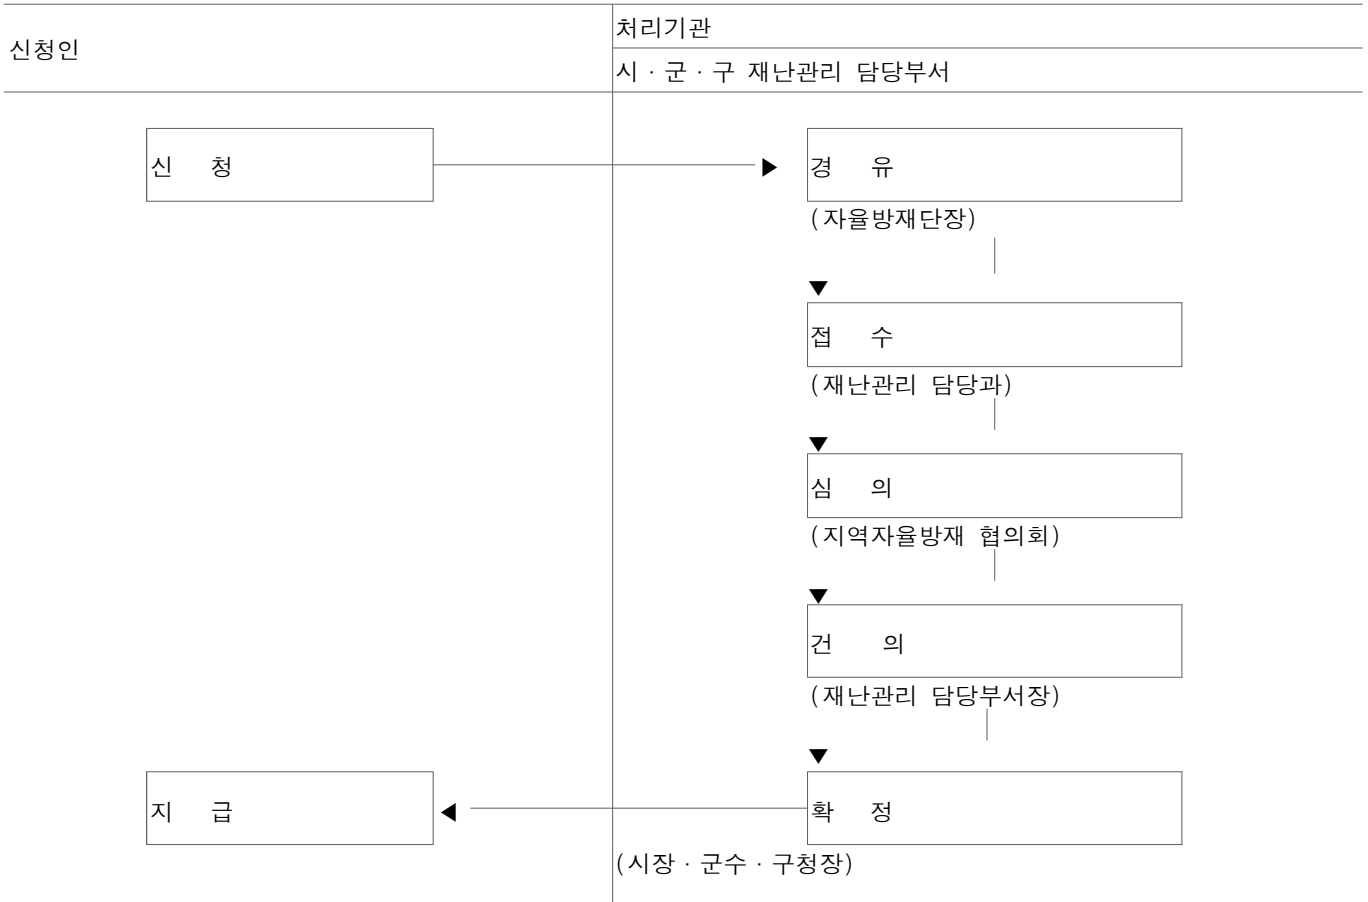 신청인
처리기관
시 · 군 · 구 재난관리 담당부서
신 청
경 유
(자율방재단장)
접 수
(재난관리 담당과)
심 의
(지역자율방재 협의회)
건 의
(재난관리 담당부서장)
지 급
확 정
(시장 · 군수 · 구청장)